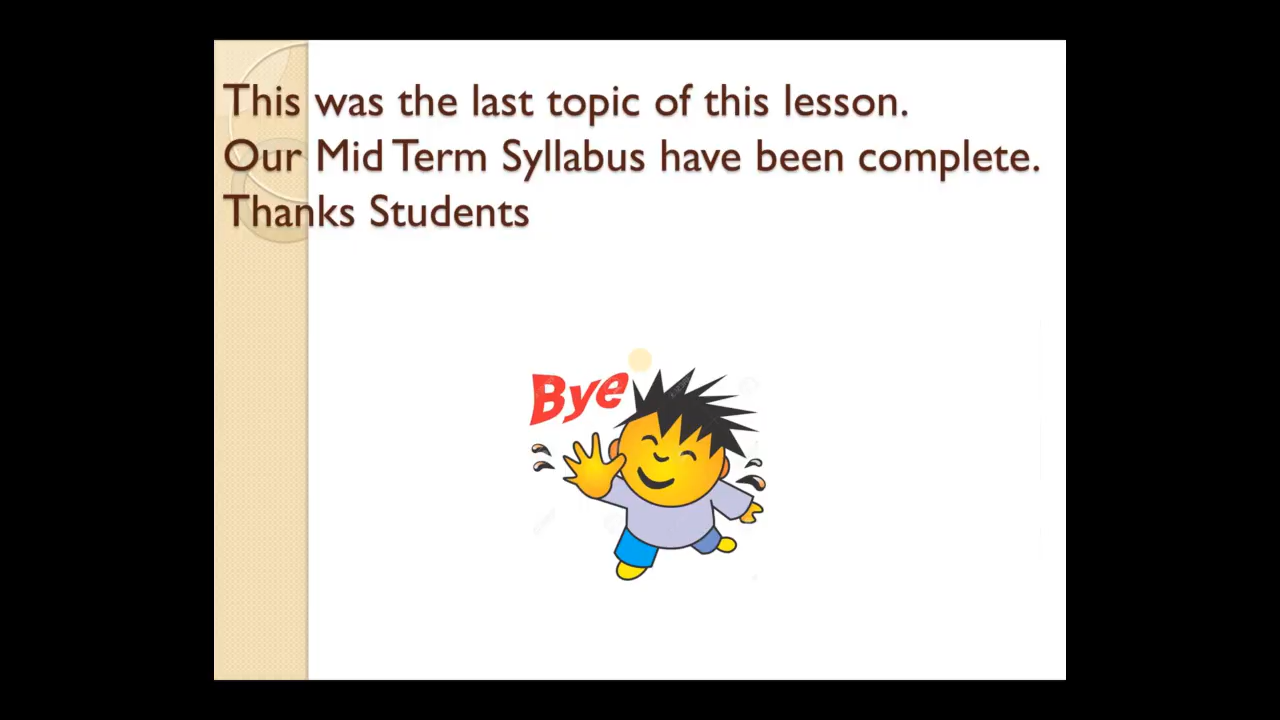 This was the last topic of this lesson.
Our Mid Term Syllabus have been complete.
Thanks Students
Bye